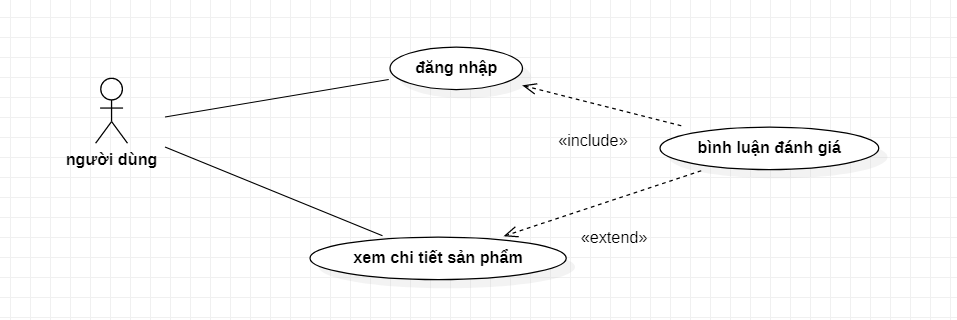 đăng nhập
người dùng
«include»
bình luận đánh giá
«extend»
xem chi tiết sản phẩm